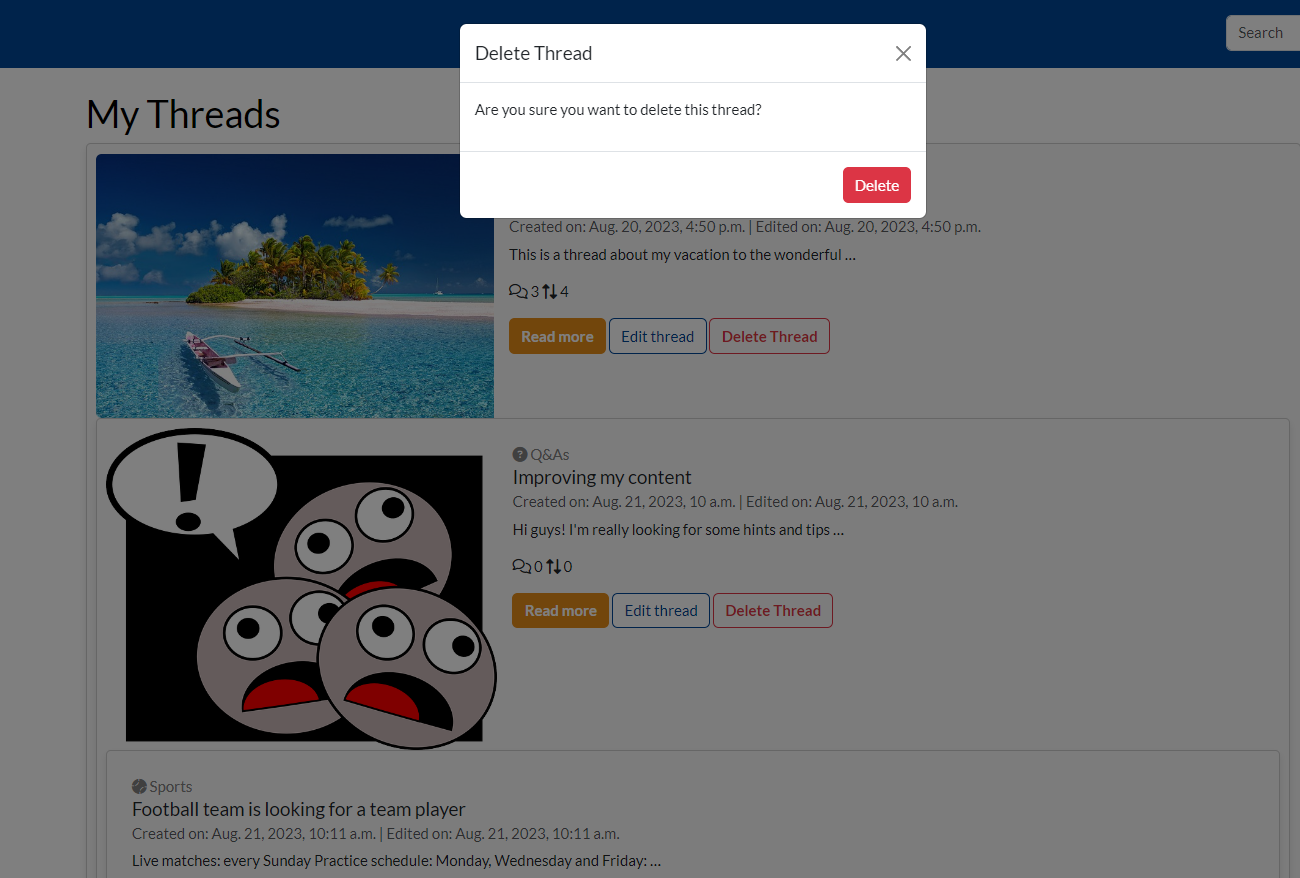 Search
Delete Thread
Are you sure you want to delete this thread?
Delete
My Threads
Created on: Aug. 20, 2023, 4:50 p.m. | Edited on: Aug. 20, 2023, 4:50 p.m.
This is a thread about my vacation to the wonderful ...
3 4
Read more Edit thread Delete Thread
!
Q&As
Improving my content
Created on: Aug. 21, 2023, 10 a.m. | Edited on: Aug. 21, 2023, 10 a.m.
Hi guys! I'm really looking for some hints and tips ...
0 0
Read more Edit thread Delete Thread
Sports
Football team is looking for a team player
Created on: Aug. 21, 2023, 10:11 a.m. | Edited on: Aug. 21, 2023, 10:11 a.m.
Live matches: every Sunday Practice schedule: Monday, Wednesday and Friday: ...